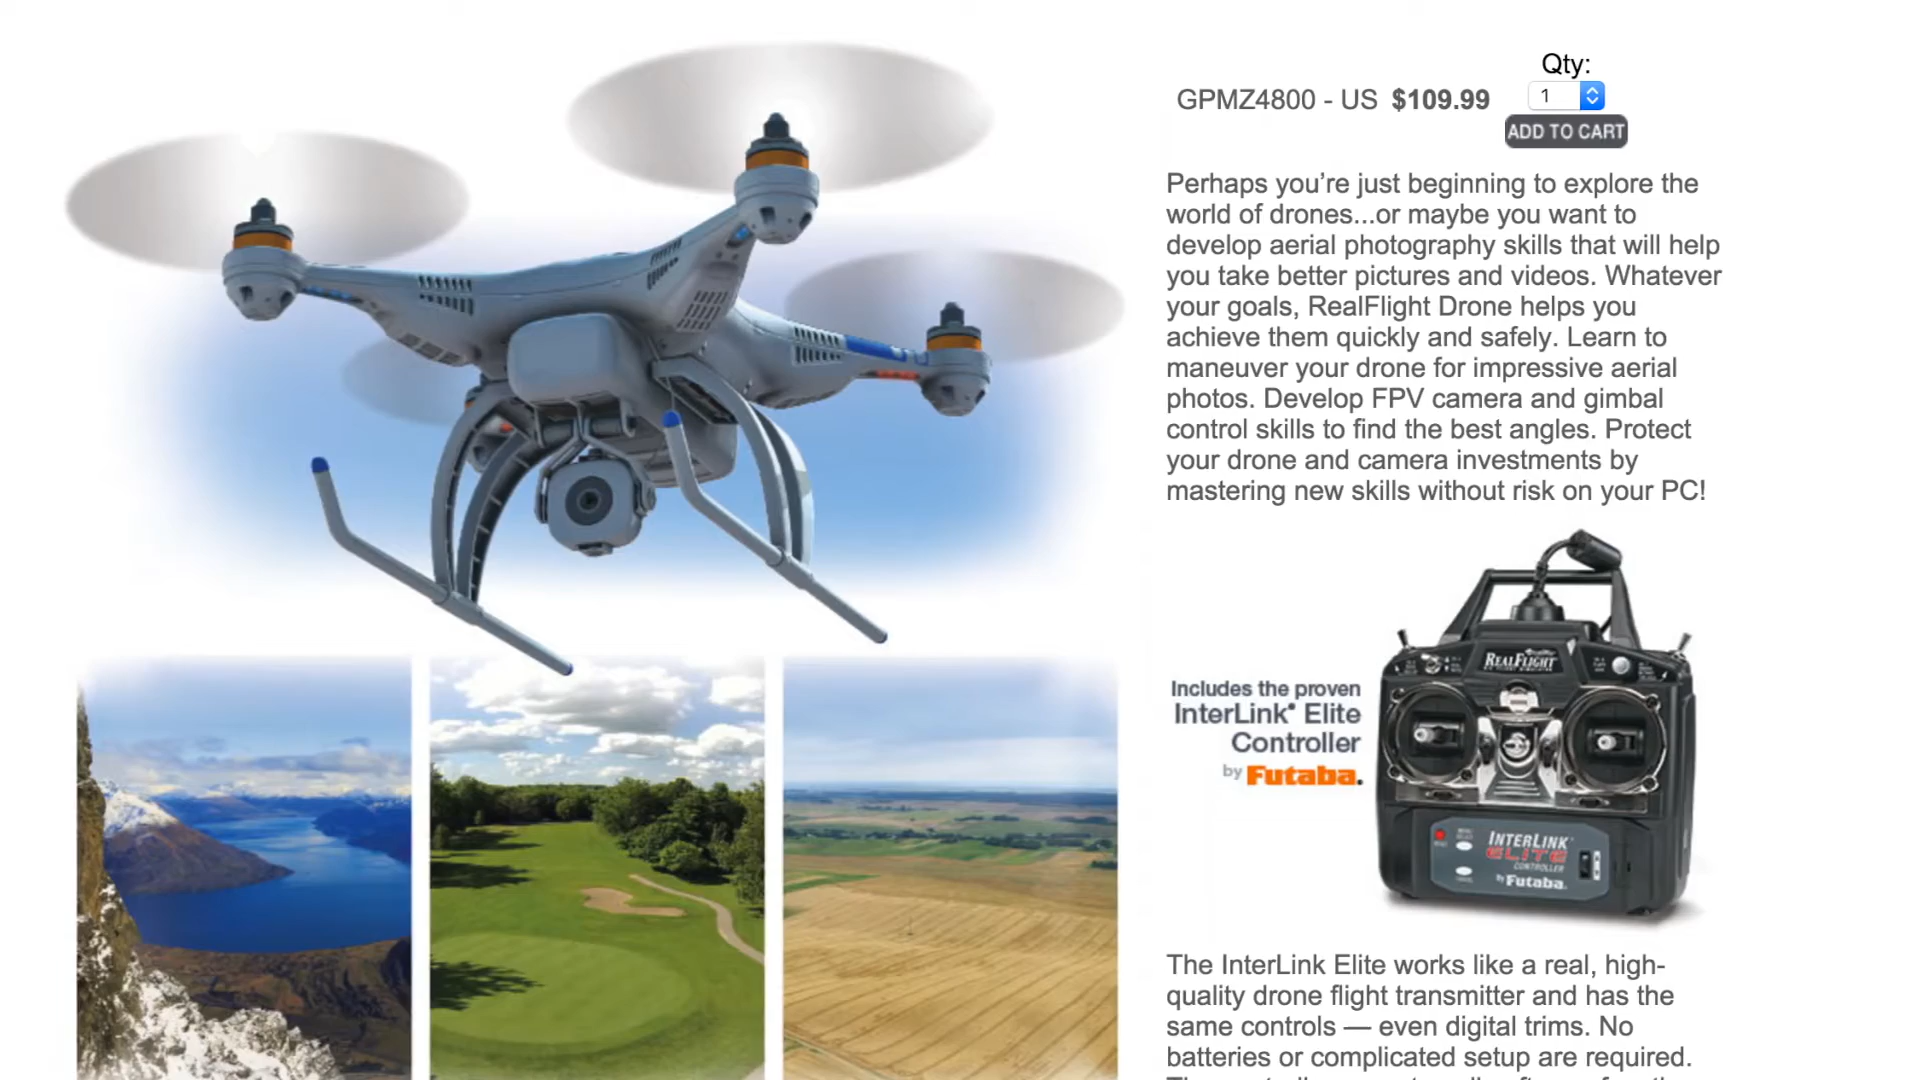 Qty:
GPMZ4800 - US $109.99
1
ADD TO CART
Perhaps you’re just beginning to explore the
world of drones...or maybe you want to
develop aerial photography skills that will help
you take better pictures and videos. Whatever
your goals, RealFlight Drone helps you
achieve them quickly and safely. Learn to
maneuver your drone for impressive aerial
photos. Develop FPV camera and gimbal
control skills to find the best angles. Protect
your drone and camera investments by
mastering new skills without risk on your PC!
Includes the proven
InterLink® Elite
Controller
by Futaba.
REALFLIGHT
INTERLINK
ELITE
CONTROLLER
by Futaba.
The InterLink Elite works like a real, high-
quality drone flight transmitter and has the
same controls — even digital trims. No
batteries or complicated setup are required.